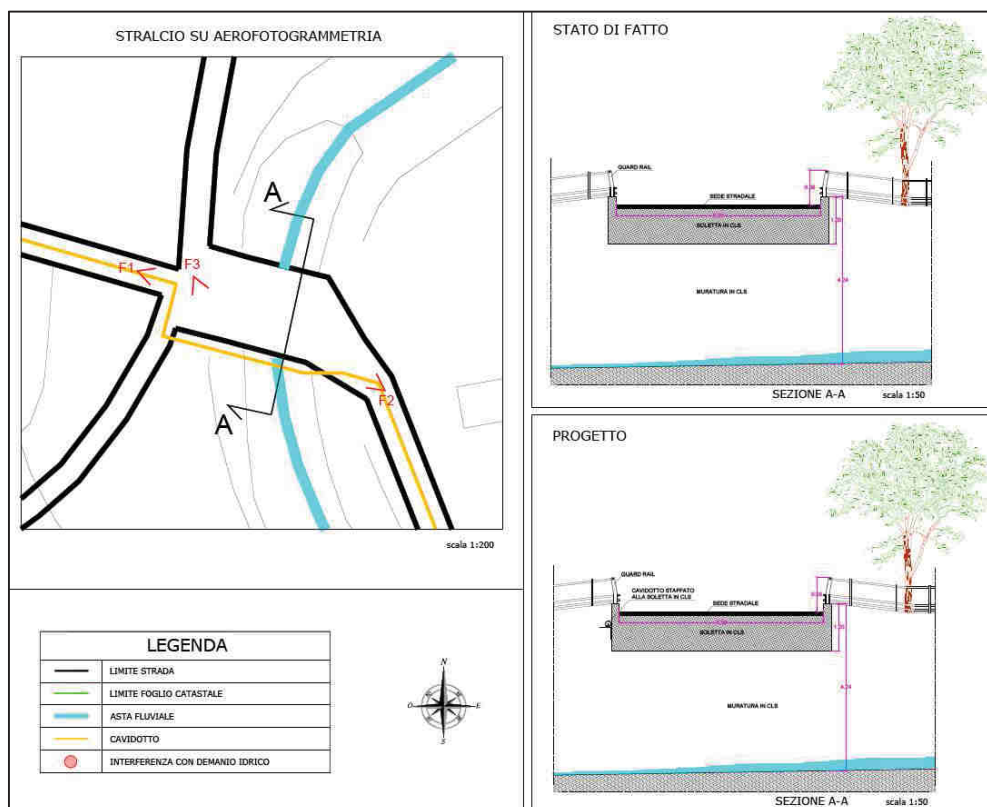 STRALCIO SU AEROFOTOGRAMMETRIA
A
F1
F3
F2
A
scala 1:200
LEGENDA
LIMITE STRADA
LIMITE FOGLIO CATASTALE
ASTA FLUVIALE
CAVIDOTTO
INTERFERENZA CON DEMANIO IDRICO
N
O
E
S
STATO DI FATTO
GUARD RAIL
SEDE STRADALE
SOLETTA IN CLS
MURATURA IN CLS
SEZIONE A-A
scala 1:50
PROGETTO
GUARD RAIL
CAVIDOTTO STAFFATO
ALLA SOLETTA IN CLS
SEDE STRADALE
SOLETTA IN CLS
MURATURA IN CLS
SEZIONE A-A
scala 1:50